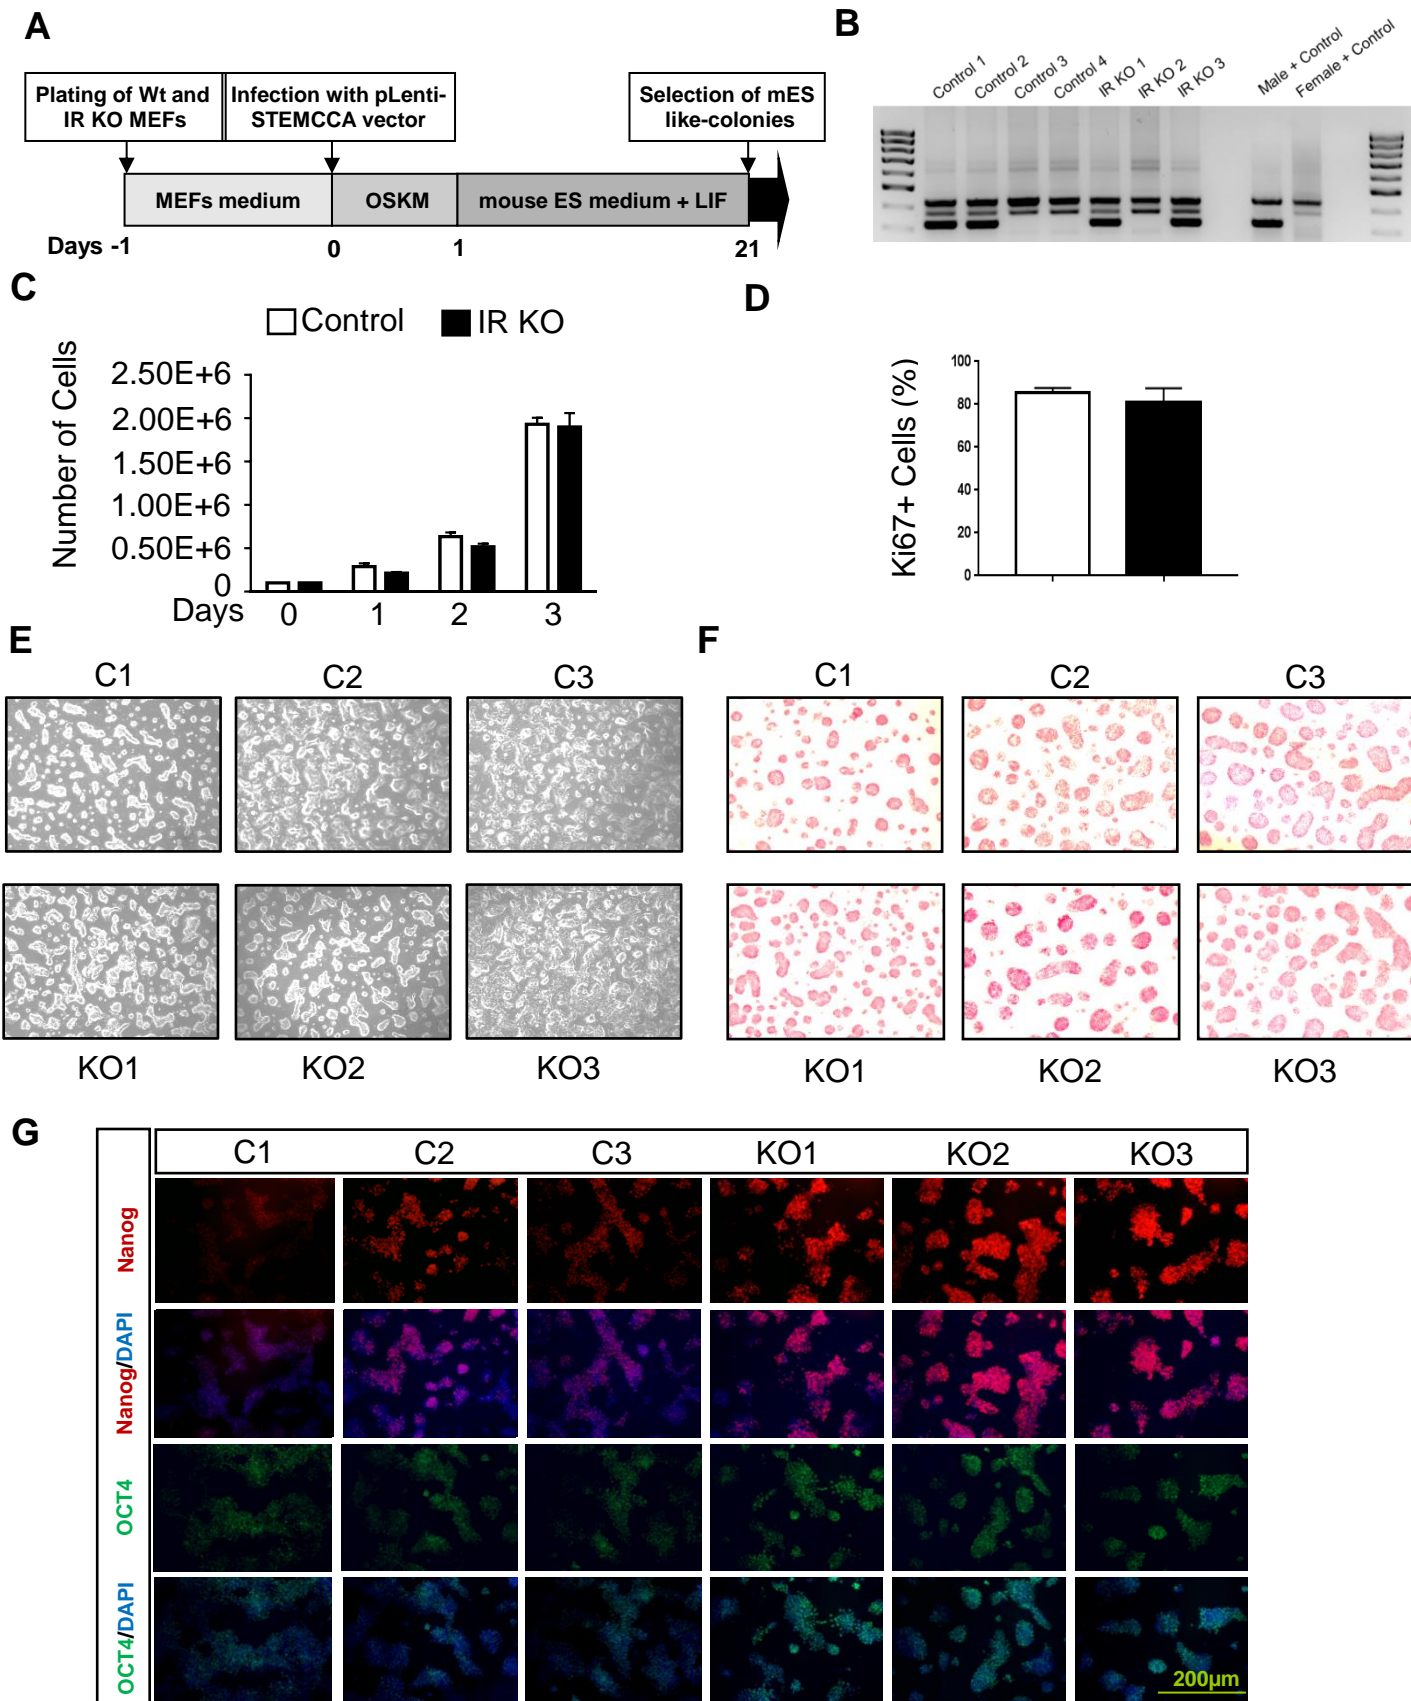 A
Plating of Wt and
IR KO MEFs
Infection with pLenti-
STEMCCA vector
Selection of mES
like-colonies
MEFs medium
OSKM
mouse ES medium + LIF
Days -1
0
1
21
B
Control 1
Control 2
Control 3
Control 4
IR KO 1
IR KO 2
IR KO 3
Male + Control
Female + Control
C
Control
IR KO
Number of Cells
2.50E+6
2.00E+6
1.50E+6
1.00E+6
0.50E+6
0
Days
0
1
2
3
D
Ki67+ Cells (%)
100
80
60
40
20
0
E
C1
C2
C3
KO1
KO2
KO3
F
C1
C2
C3
KO1
KO2
KO3
G
C1
C2
C3
KO1
KO2
KO3
Nanog
Nanog/DAPI
OCT4
OCT4/DAPI
200µm